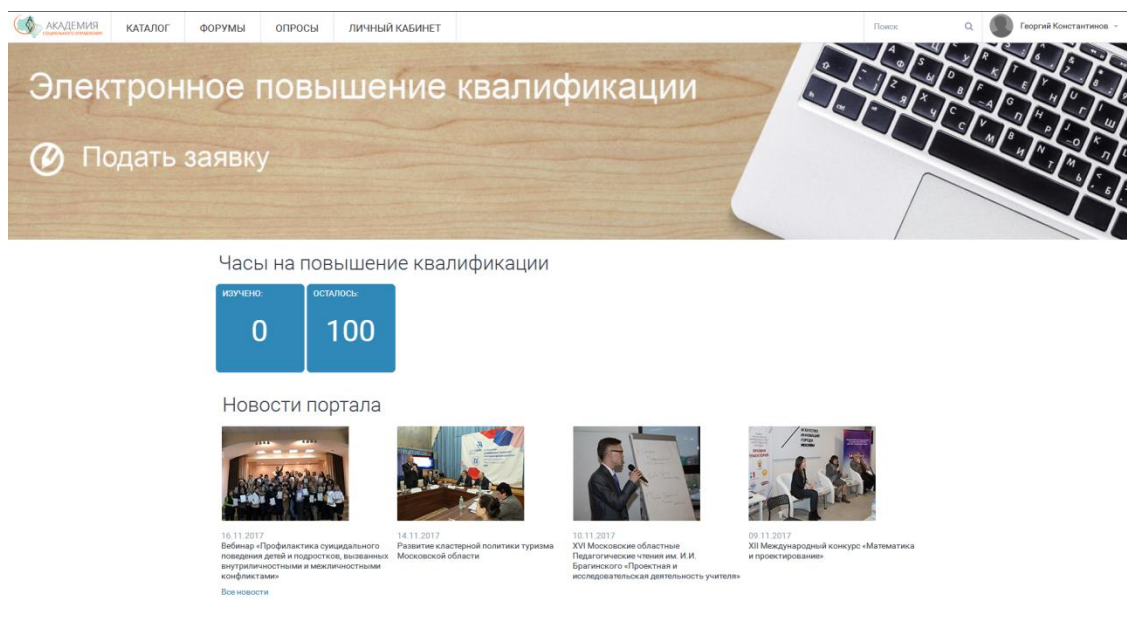 АКАДЕМИЯ
СОЦИАЛЬНОГО УПРАВЛЕНИЯ
КАТАЛОГ
ФОРУМЫ
ОПРОСЫ
ЛИЧНЫЙ КАБИНЕТ
Поиск
Георгий Константинов
Электронное повышение квалификации
Подать заявку
Часы на повышение квалификации
ИЗУЧЕНО:
0
ОСТАЛОСЬ:
100
Новости портала
16.11.2017
Вебинар «Профилактика суицидального
поведения детей и подростков, вызванных
внутриличностными и межличностными
конфликтами»
14.11.2017
Развитие кластерной политики туризма
Московской области
10.11.2017
XVI Московские областные
Педагогические чтения им. И.И.
Брагинского «Проектная и
исследовательская деятельность учителя»
09.11.2017
XII Международный конкурс «Математика
и проектирование»
Все новости